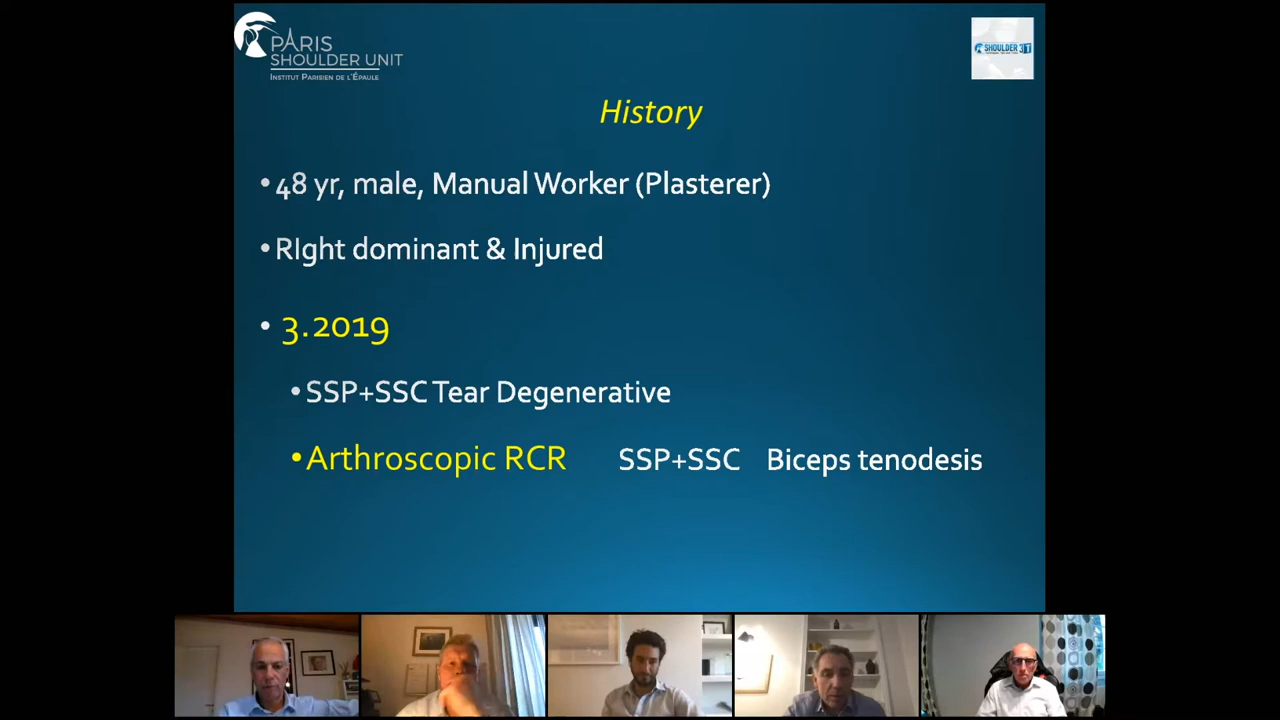 PARIS
SHOULDER UNIT
INSTITUT PARISIEN DE L'ÉPAULE
SHOULDER
History
•48 yr, male, Manual Worker (Plasterer)
•RIght dominant & Injured
• 3.2019
•SSP+SSC Tear Degenerative
•Arthroscopic RCR SSP+SSC Biceps tenodesis